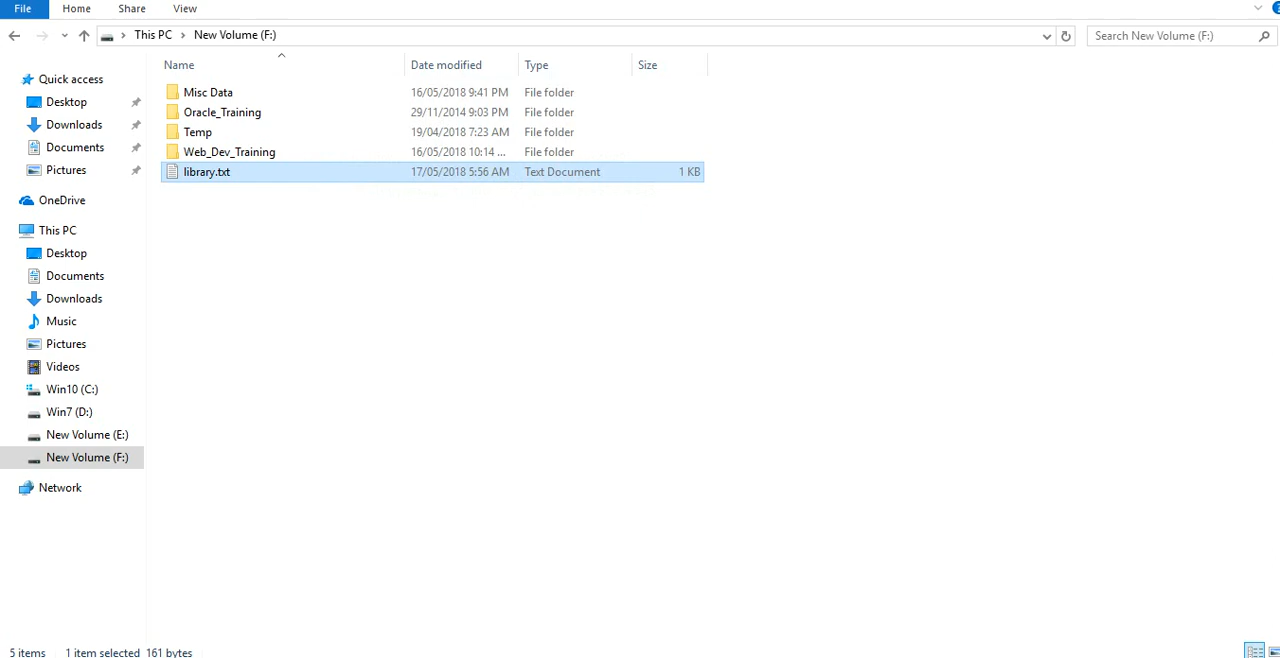 File Home Share View
This PC New Volume (F:) Search New Volume (F:)
Name Date modified Type Size
Quick access
Desktop
Downloads
Documents
Pictures
OneDrive
This PC
Desktop
Documents
Downloads
Music
Pictures
Videos
Win10 (C:)
Win7 (D:)
New Volume (E:)
New Volume (F:)
Network
Misc Data 16/05/2018 9:41 PM File folder
Oracle_Training 29/11/2014 9:03 PM File folder
Temp 19/04/2018 7:23 AM File folder
Web_Dev_Training 16/05/2018 10:14 ... File folder
library.txt 17/05/2018 5:56 AM Text Document 1 KB
5 items 1 item selected 161 bytes